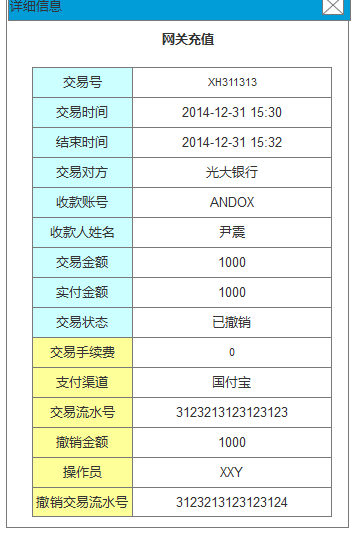 详细信息
网关充值
交易号 XH311313
交易时间 2014-12-31 15:30
结束时间 2014-12-31 15:32
交易对方 光大银行
收款账号 ANDOX
收款人姓名 尹震
交易金额 1000
实付金额 1000
交易状态 已撤销
交易手续费 0
支付渠道 国付宝
交易流水号 3123213123123123
撤销金额 1000
操作员 XXY
撤销交易流水号 3123213123123124